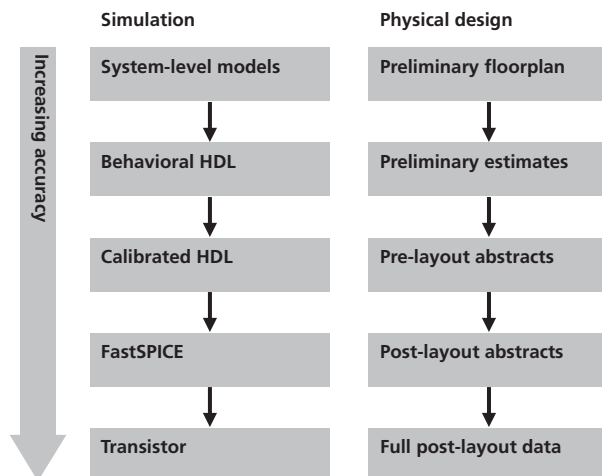 Simulation
Physical design
Increasing accuracy
System-level models
Preliminary floorplan
Behavioral HDL
Preliminary estimates
Calibrated HDL
Pre-layout abstracts
FastSPICE
Post-layout abstracts
Transistor
Full post-layout data